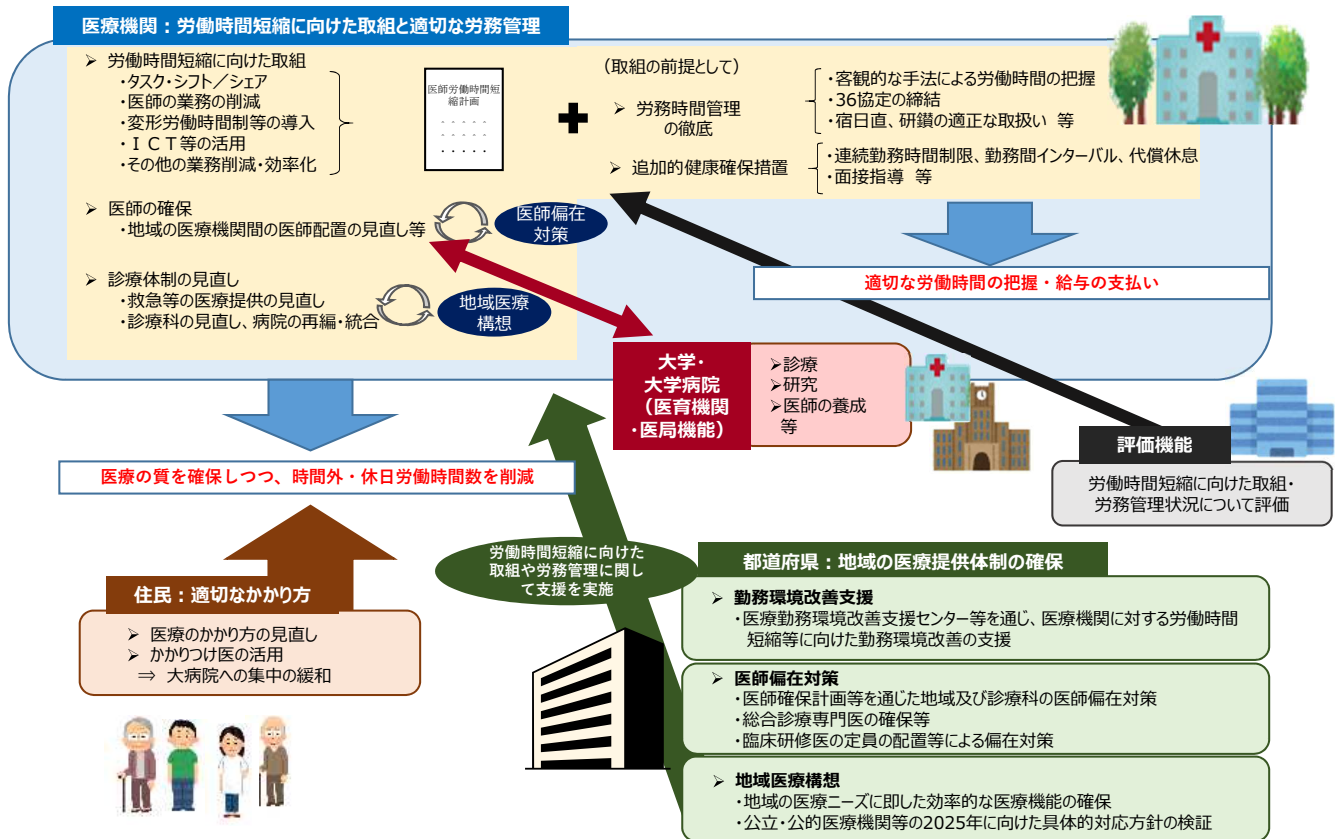 医療機関：労働時間短縮に向けた取組と適切な労務管理
➢ 労働時間短縮に向けた取組
・タスク・シフト／シェア
・医師の業務の削減
・変形労働時間制等の導入
・ＩＣＴ等の活用
・その他の業務削減・効率化
医師労働時間短
縮計画
（取組の前提として）
➢ 労務時間管理
の徹底
・客観的な手法による労働時間の把握
・36協定の締結
・宿日直、研鑽の適正な取扱い 等
➢ 追加的健康確保措置
・連続勤務時間制限、勤務間インターバル、代償休息
・面接指導 等
➢ 医師の確保
・地域の医療機関間の医師配置の見直し等
医師偏在
対策
➢ 診療体制の見直し
・救急等の医療提供の見直し
・診療科の見直し、病院の再編・統合
地域医療
構想
適切な労働時間の把握・給与の支払い
大学・
大学病院
（医育機関
・医局機能）
➢診療
➢研究
➢医師の養成
等
評価機能
労働時間短縮に向けた取組・
労務管理状況について評価
医療の質を確保しつつ、時間外・休日労働時間数を削減
労働時間短縮に向けた
取組や労務管理に関し
て支援を実施
住民：適切なかかり方
➢ 医療のかかり方の見直し
➢ かかりつけ医の活用
⇒ 大病院への集中の緩和
都道府県：地域の医療提供体制の確保
➢ 勤務環境改善支援
・医療勤務環境改善支援センター等を通じ、医療機関に対する労働時間
短縮等に向けた勤務環境改善の支援
➢ 医師偏在対策
・医師確保計画等を通じた地域及び診療科の医師偏在対策
・総合診療専門医の確保等
・臨床研修医の定員の配置等による偏在対策
➢ 地域医療構想
・地域の医療ニーズに即した効率的な医療機能の確保
・公立・公的医療機関等の2025年に向けた具体的対応方針の検証